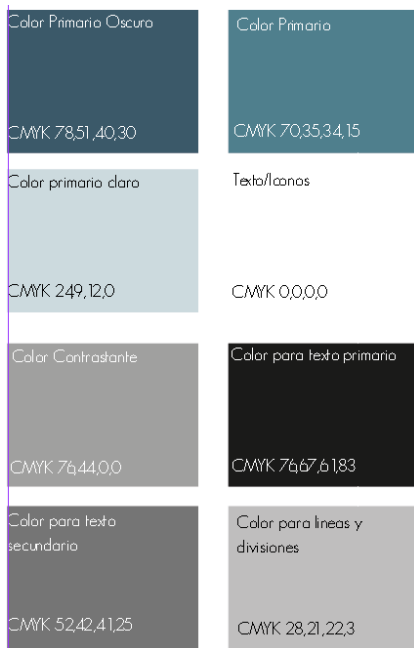 Color Primario Oscuro
CMYK 78,51,40,30
Color Primario
CMYK 70,35,34,15
Color primario claro
CMYK 24,9,12,0
Texto/Iconos
CMYK 0,0,0,0
Color Contrastante
CMYK 76,44,0,0
Color para texto primario
CMYK 76,67,61,83
Color para texto
secundario
CMYK 52,42,41,25
Color para lineas y
divisiones
CMYK 28,21,22,3